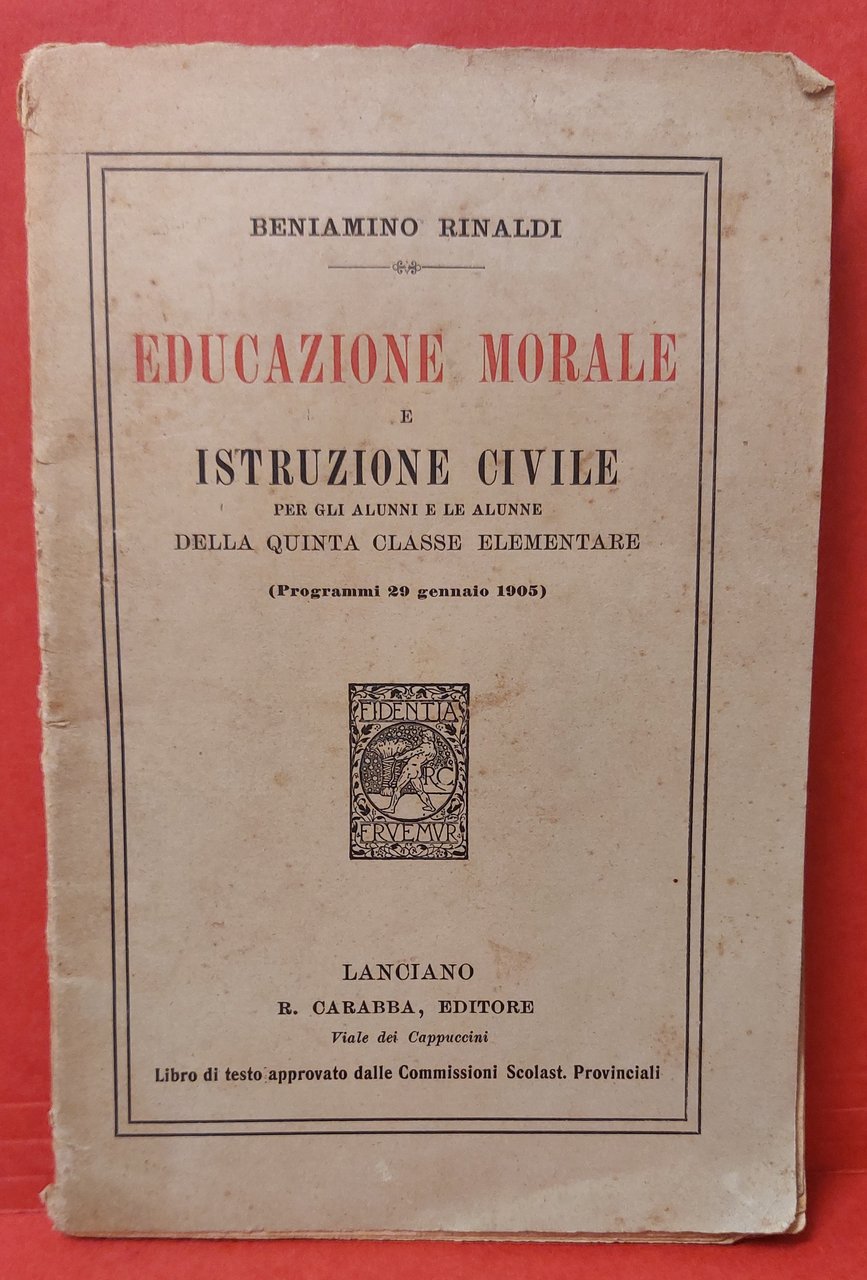 BENIAMINO RINALDI
EDUCAZIONE MORALE
E
ISTRUZIONE CIVILE
PER GLI ALUNNI E LE ALUNNE
DELLA QUINTA CLASSE ELEMENTARE
(Programmi 29 gennaio 1905)
FIDENTIA
RC
ERVEMVR
LANCIANO
R. CARABBA, EDITORE
Viale dei Cappuccini
Libro di testo approvato dalle Commissioni Scolast. Provinciali